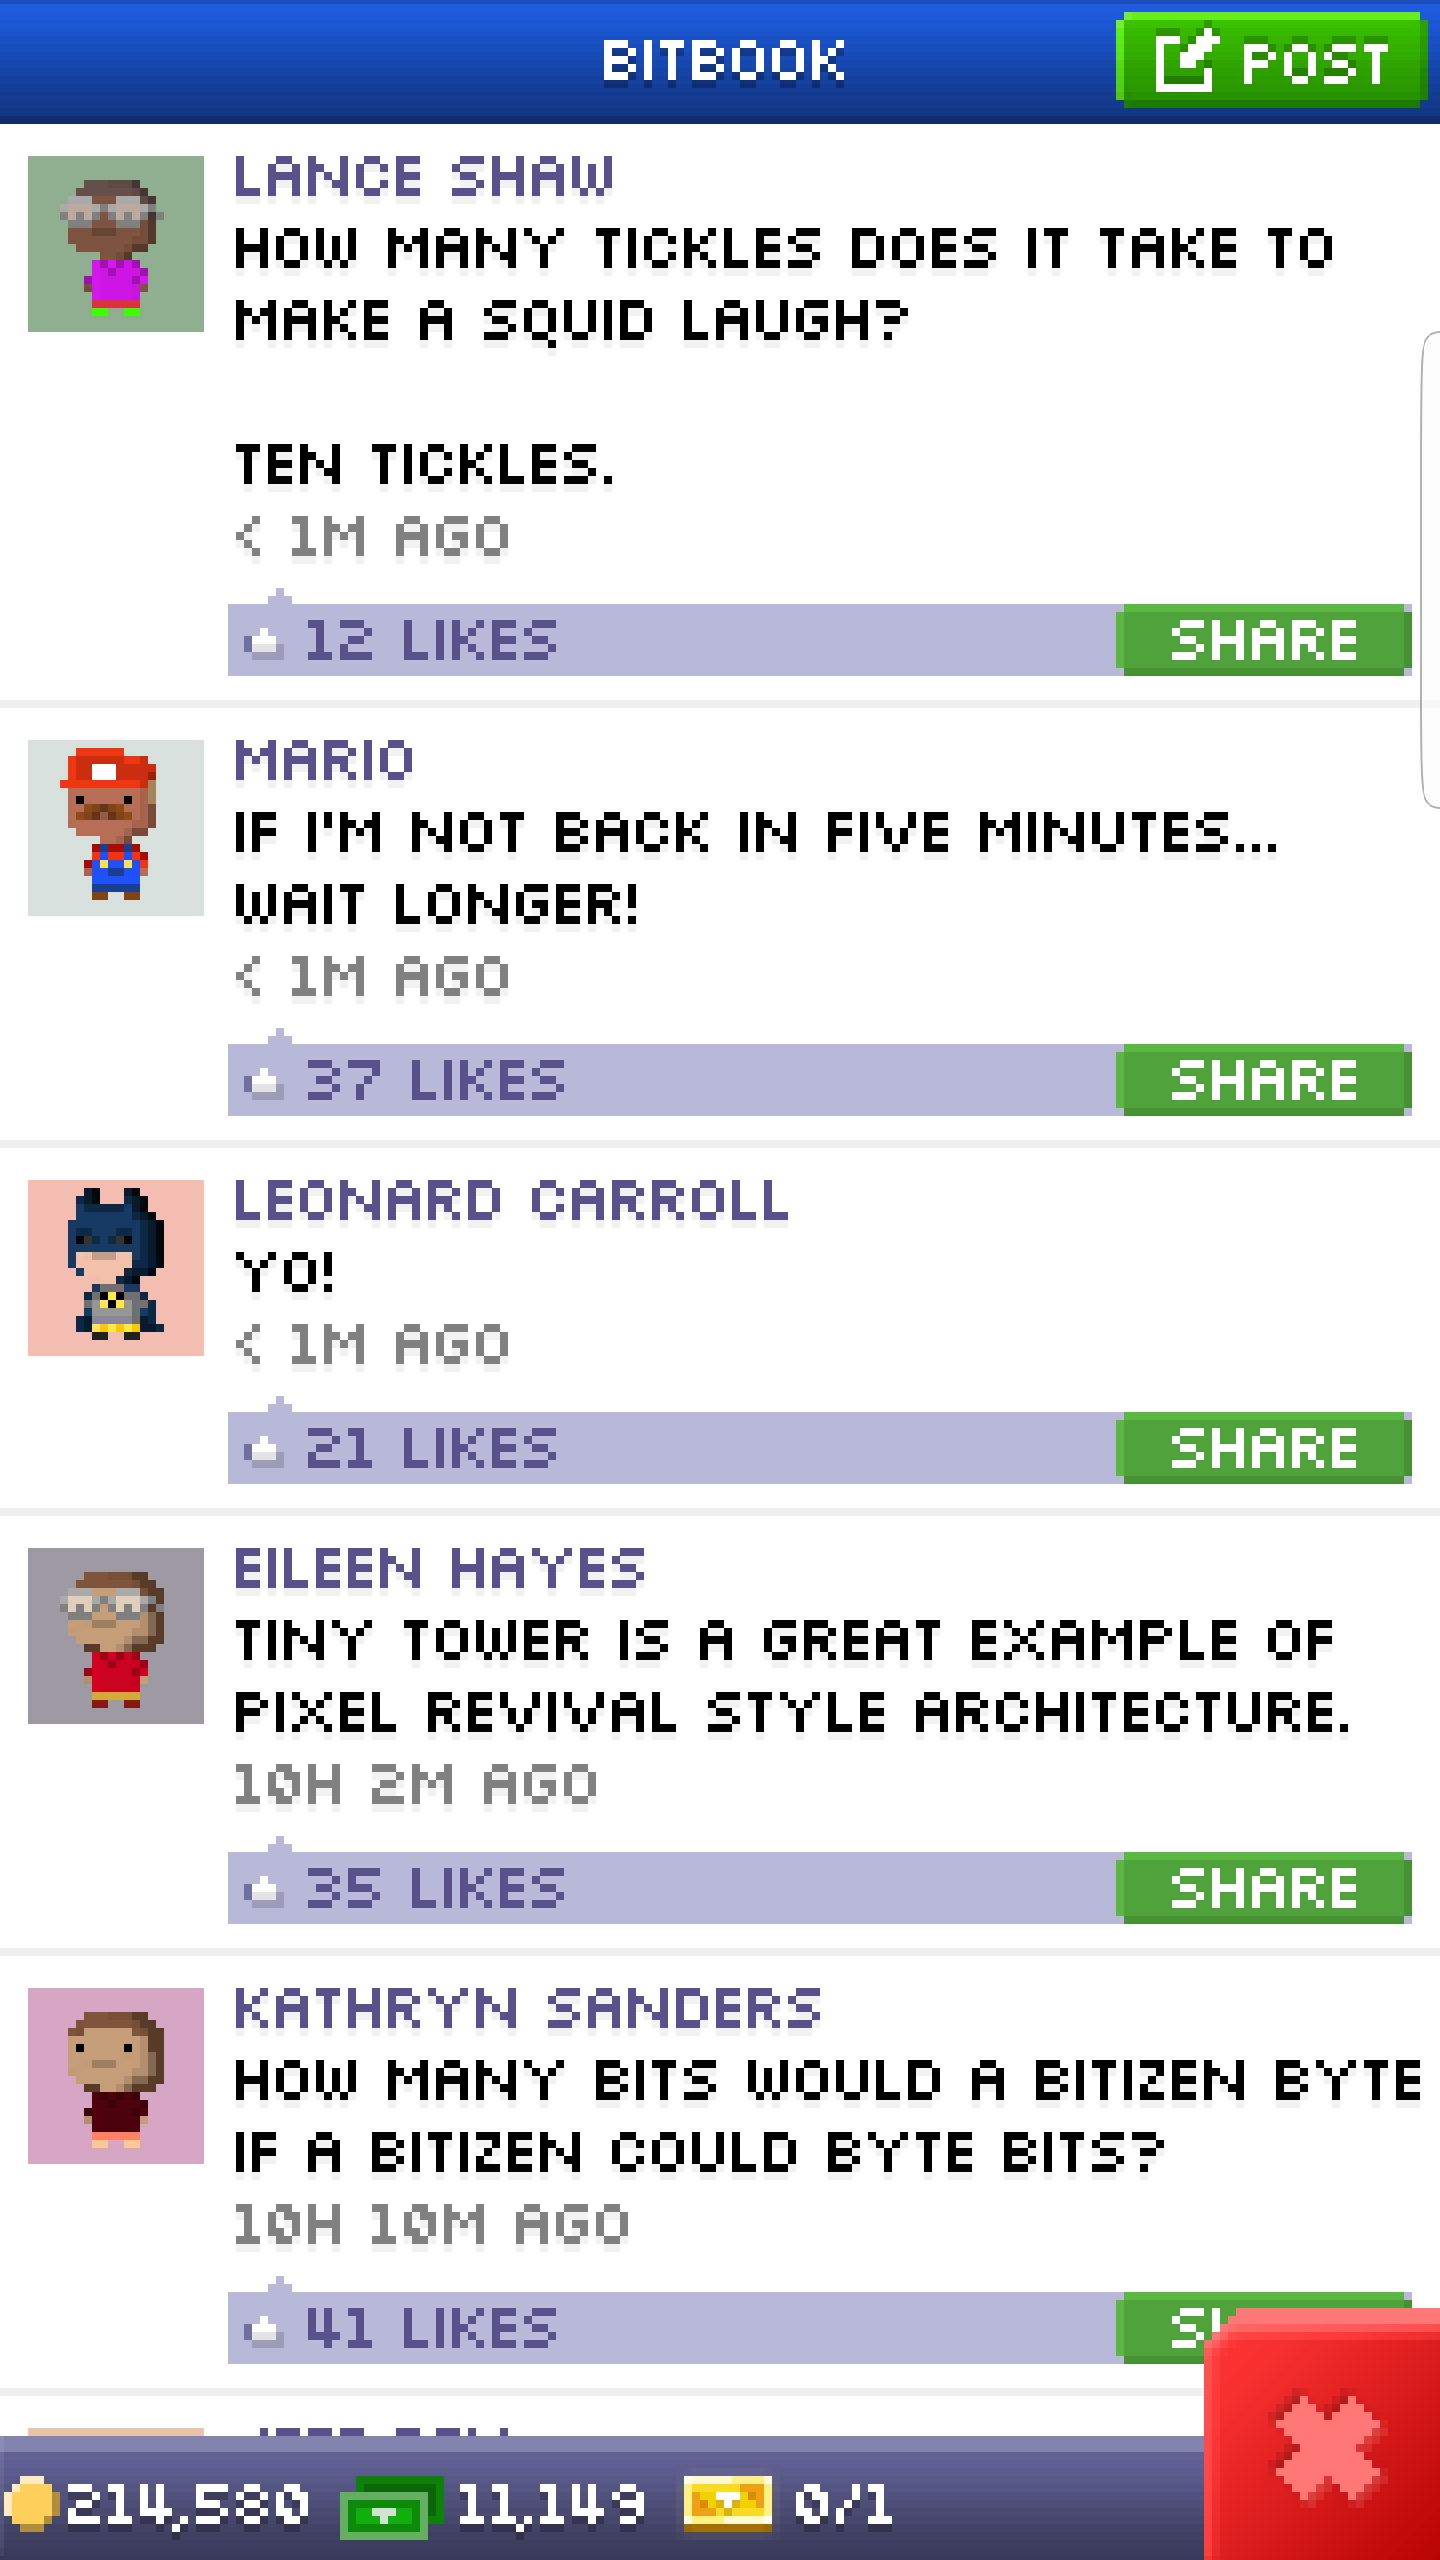 BITBOOK
POST
LANCE SHAW
HOW MANY TICKLES DOES IT TAKE TO
MAKE A SQUID LAUGH?
TEN TICKLES.
< 1M AGO
12 LIKES
SHARE
MARIO
IF I'M NOT BACK IN FIVE MINUTES...
WAIT LONGER!
< 1M AGO
37 LIKES
SHARE
LEONARD CARROLL
YO!
< 1M AGO
21 LIKES
SHARE
EILEEN HAYES
TINY TOWER IS A GREAT EXAMPLE OF
PIXEL REVIVAL STYLE ARCHITECTURE.
10H 2M AGO
35 LIKES
SHARE
KATHRYN SANDERS
HOW MANY BITS WOULD A BITIZEN BYTE
IF A BITIZEN COULD BYTE BITS?
10H 10M AGO
41 LIKES
214,580
11,149
0/1